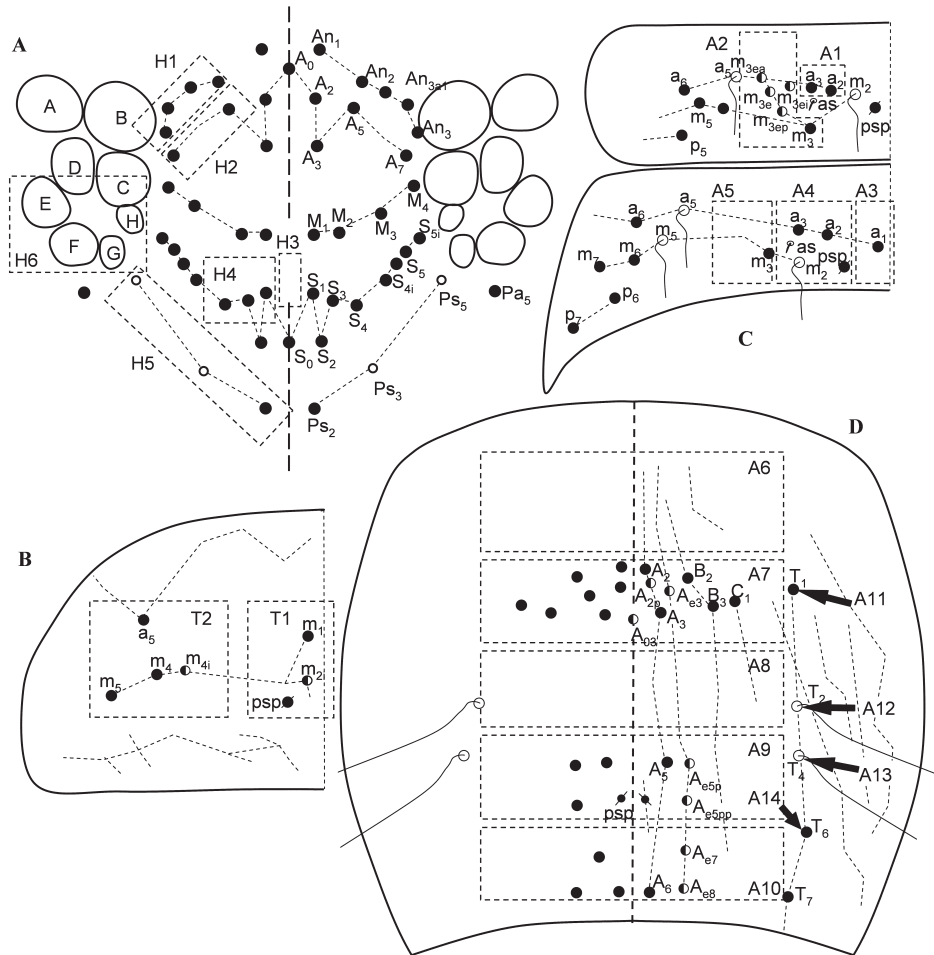 A
H1
H2
H3
H4
H5
H6
A
B
C
D
E
F
G
H
An1
A0
A2
An2
An3a1
An3
A5
A3
A7
M4
M1
M2
M3
S5i
S5
S4i
S1
S3
S4
S0
S2
Ps5
Pa5
Ps3
Ps2
A2
A1
a6
a5
m3ea
a3
a2
m2
m5
m3e
m3ei
as
m3ep
m3
psp
p5
A5
A4
A3
a6
a5
m5
a3
a2
a1
m7
m6
as
m3
m2
psp
p6
p7
C
B
T2
T1
a5
m1
m4
m4i
m2i
m5
psp
D
A6
A7
A2
B2
T1
A2p
Ae3
B3
C1
A11
A3
A03
A8
T2
A12
A9
A5
Ae5p
T4
A13
psp
Ae5pp
A14
T6
Ae7
A6
Ae8
A10
T7